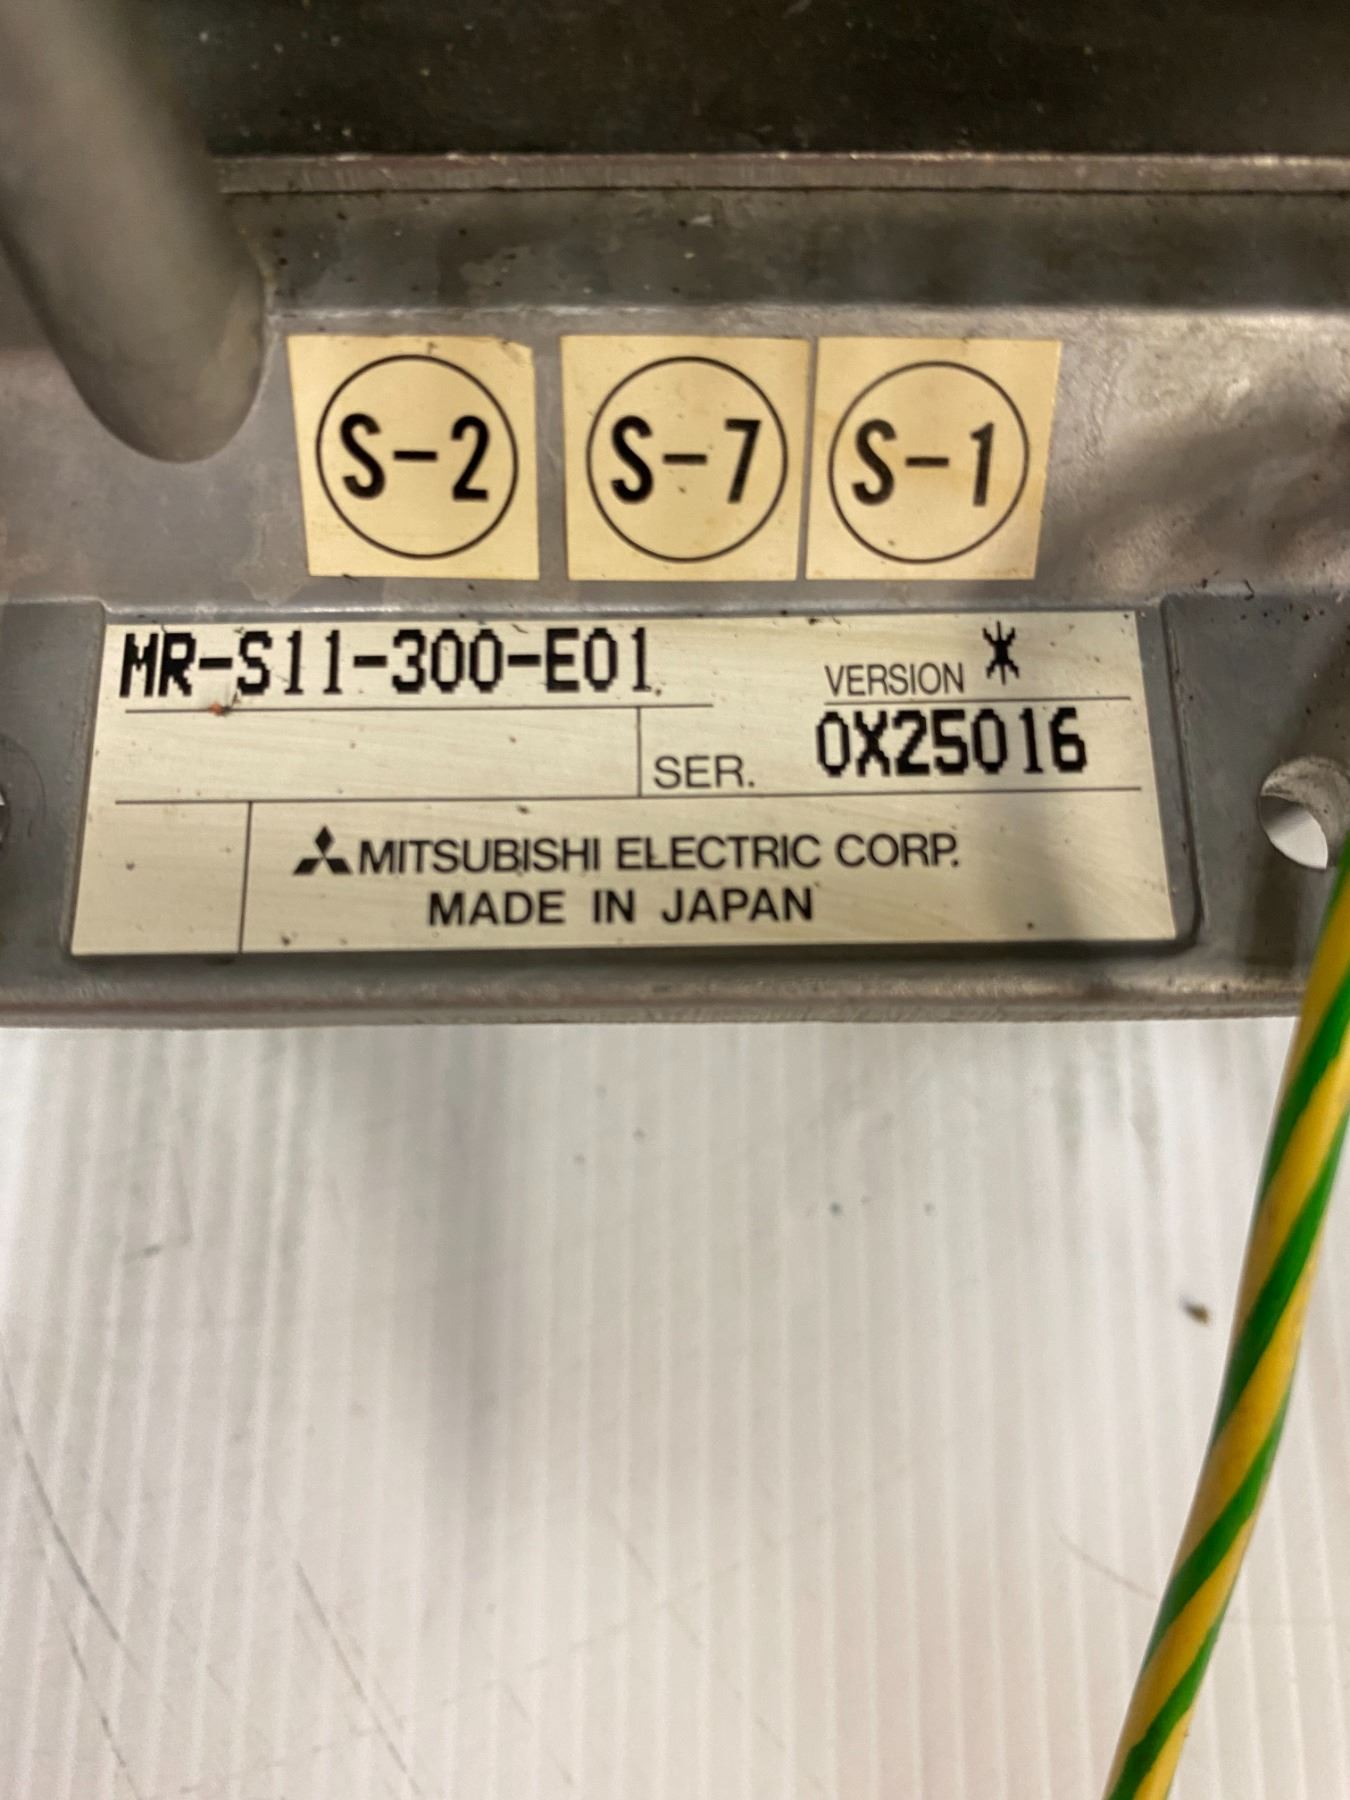 S-2 S-7 S-1
MR-S11-300-E01
VERSION *
SER. 0X25016
MITSUBISHI ELECTRIC CORP.
MADE IN JAPAN